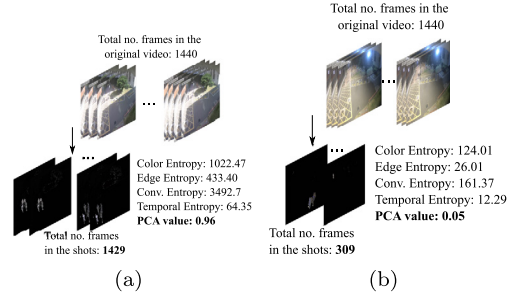 Total no. frames in the
original video: 1440
...
...
Color Entropy: 1022.47
Edge Entropy: 433.40
Conv. Entropy: 3492.7
Temporal Entropy: 64.35
PCA value: 0.96
Total no. frames
in the shots: 1429
(a)
Total no. frames in the
original video: 1440
...
...
Color Entropy: 124.01
Edge Entropy: 26.01
Conv. Entropy: 161.37
Temporal Entropy: 12.29
PCA value: 0.05
Total no. frames
in the shots: 309
(b)